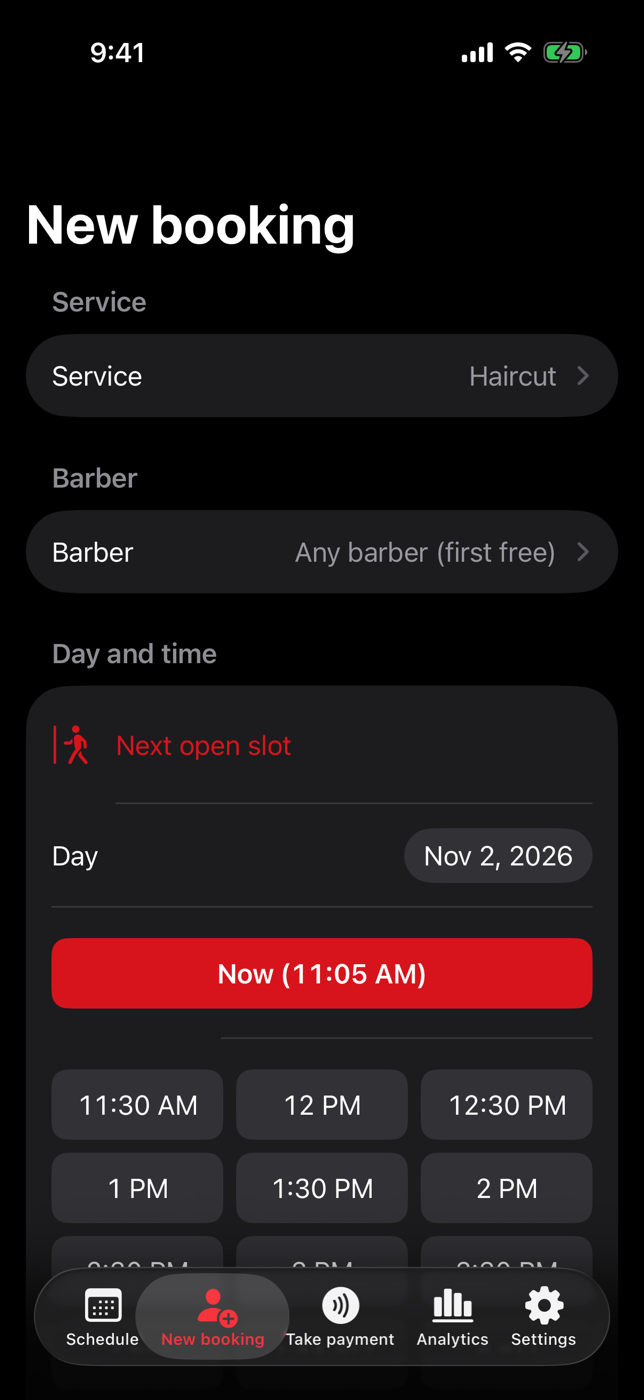 9:41
New booking
Service
Service Haircut
Barber
Barber Any barber (first free)
Day and time
Next open slot
Day Nov 2, 2026
Now (11:05 AM)
11:30 AM 12 PM 12:30 PM
1 PM 1:30 PM 2 PM
Schedule New booking Take payment Analytics Settings